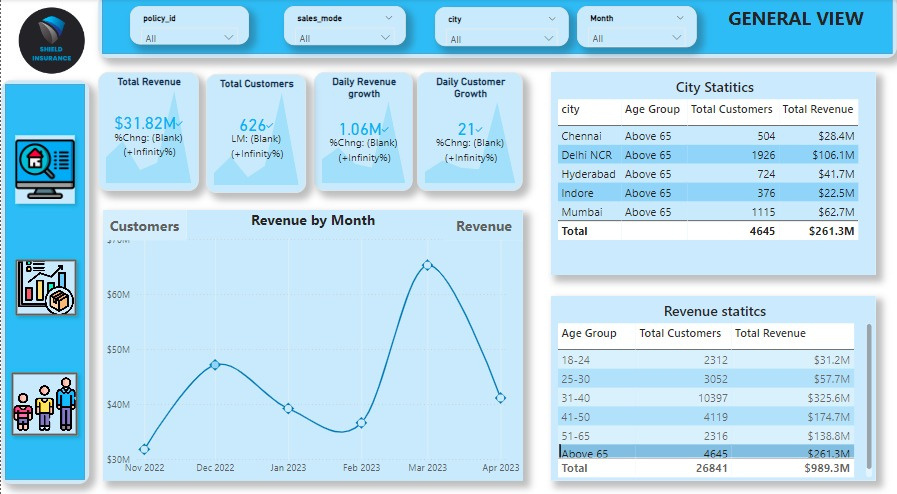 SHIELD
INSURANCE
policy_id
All
sales_mode
All
city
All
Month
All
GENERAL VIEW
Total Revenue
$31.82M
%Chng: (Blank)
(+Infinity%)
Total Customers
626
LM: (Blank)
(+Infinity%)
Daily Revenue
growth
1.06M
%Chng: (Blank)
(+Infinity%)
Daily Customer
Growth
21
%Chng: (Blank)
(+Infinity%)
Customers
Revenue by Month
Revenue
$70M
$60M
$50M
$40M
$30M
Nov 2022 Dec 2022 Jan 2023 Feb 2023 Mar 2023 Apr 2023
City Statitics
city Age Group Total Customers Total Revenue
Chennai Above 65 504 $28.4M
Delhi NCR Above 65 1926 $106.1M
Hyderabad Above 65 724 $41.7M
Indore Above 65 376 $22.5M
Mumbai Above 65 1115 $62.7M
Total 4645 $261.3M
Revenue statitcs
Age Group Total Customers Total Revenue
18-24 2312 $31.2M
25-30 3052 $57.7M
31-40 10397 $325.6M
41-50 4119 $174.7M
51-65 2316 $138.8M
Above 65 4645 $261.3M
Total 26841 $989.3M